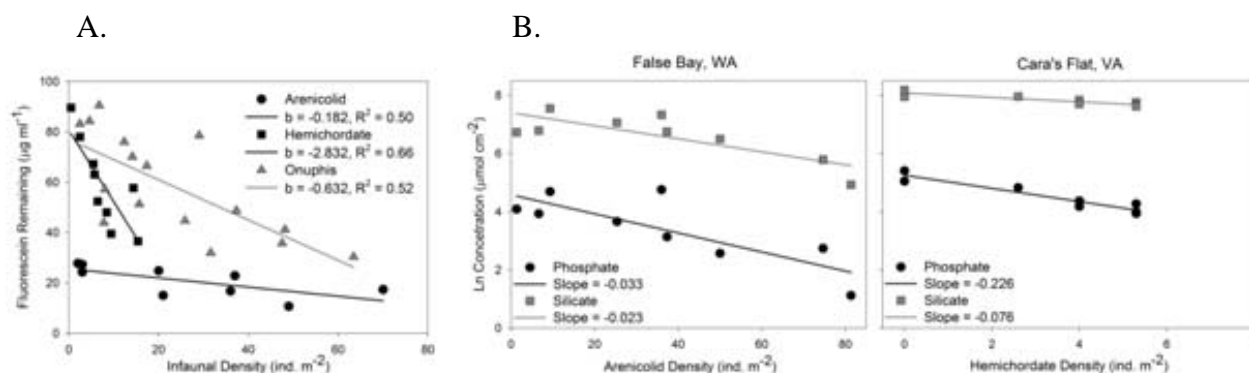 A.
100
80
60
40
20
0
0 20 40 60 80
Fluorescein Remaining (µg ml⁻¹)
Infaunal Density (ind. m⁻²)
Arenicolid
b = -0.182, R² = 0.50
Hemichordate
b = -2.832, R² = 0.66
Onuphis
b = -0.632, R² = 0.52
B.
False Bay, WA
10
8
6
4
2
0
0 20 40 60 80
Ln Concetration (µmol cm⁻²)
Arenicolid Density (ind. m⁻²)
Phosphate
Slope = -0.033
Silicate
Slope = -0.023
Cara's Flat, VA
0 2 4 6
Hemichordate Density (ind. m⁻²)
Phosphate
Slope = -0.226
Silicate
Slope = -0.076